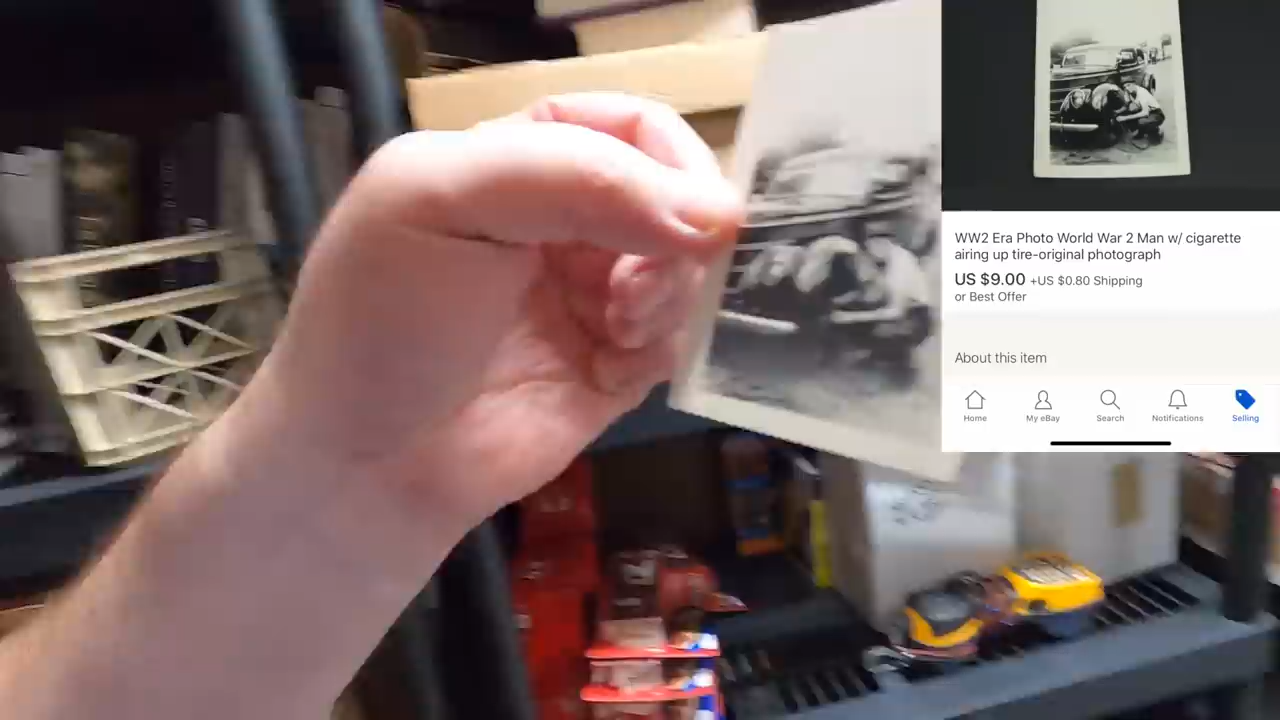 WW2 Era Photo World War 2 Man w/ cigarette
airing up tire-original photograph
US $9.00 +US $0.80 Shipping
or Best Offer
About this item
Home
My eBay
Search
Notifications
Selling